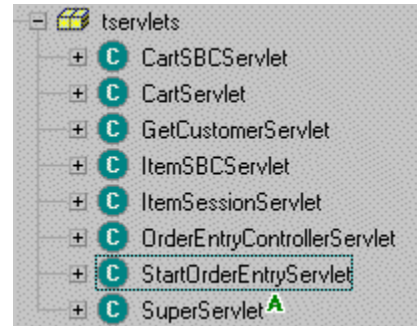 tservlets
C CartSBCServlet
C CartServlet
C GetCustomerServlet
C ItemSBCServlet
C ItemSessionServlet
C OrderEntryControllerServlet
C StartOrderEntryServlet
C SuperServlet A